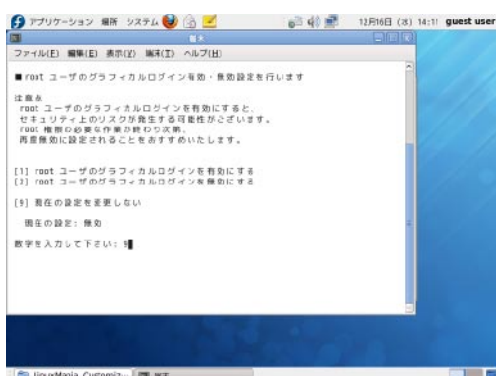 アプリケーション 場所 システム 12月16日 (水) 14:11 guest user
端末
ファイル(F) 編集(E) 表示(V) 端末(T) ヘルプ(H)
■ root ユーザのグラフィカルログイン有効・無効設定を行います
注意点
root ユーザのグラフィカルログインを有効にすると、
セキュリティ上のリスクが発生する可能性がございます。
root 権限の必要な作業が終わり次第、
再度無効に設定されることをおすすめいたします。
[1] root ユーザのグラフィカルログインを有効にする
[2] root ユーザのグラフィカルログインを無効にする
[9] 現在の設定を変更しない
現在の設定: 無効
数字を入力して下さい: 9
linuxMania_Customiz...
端末